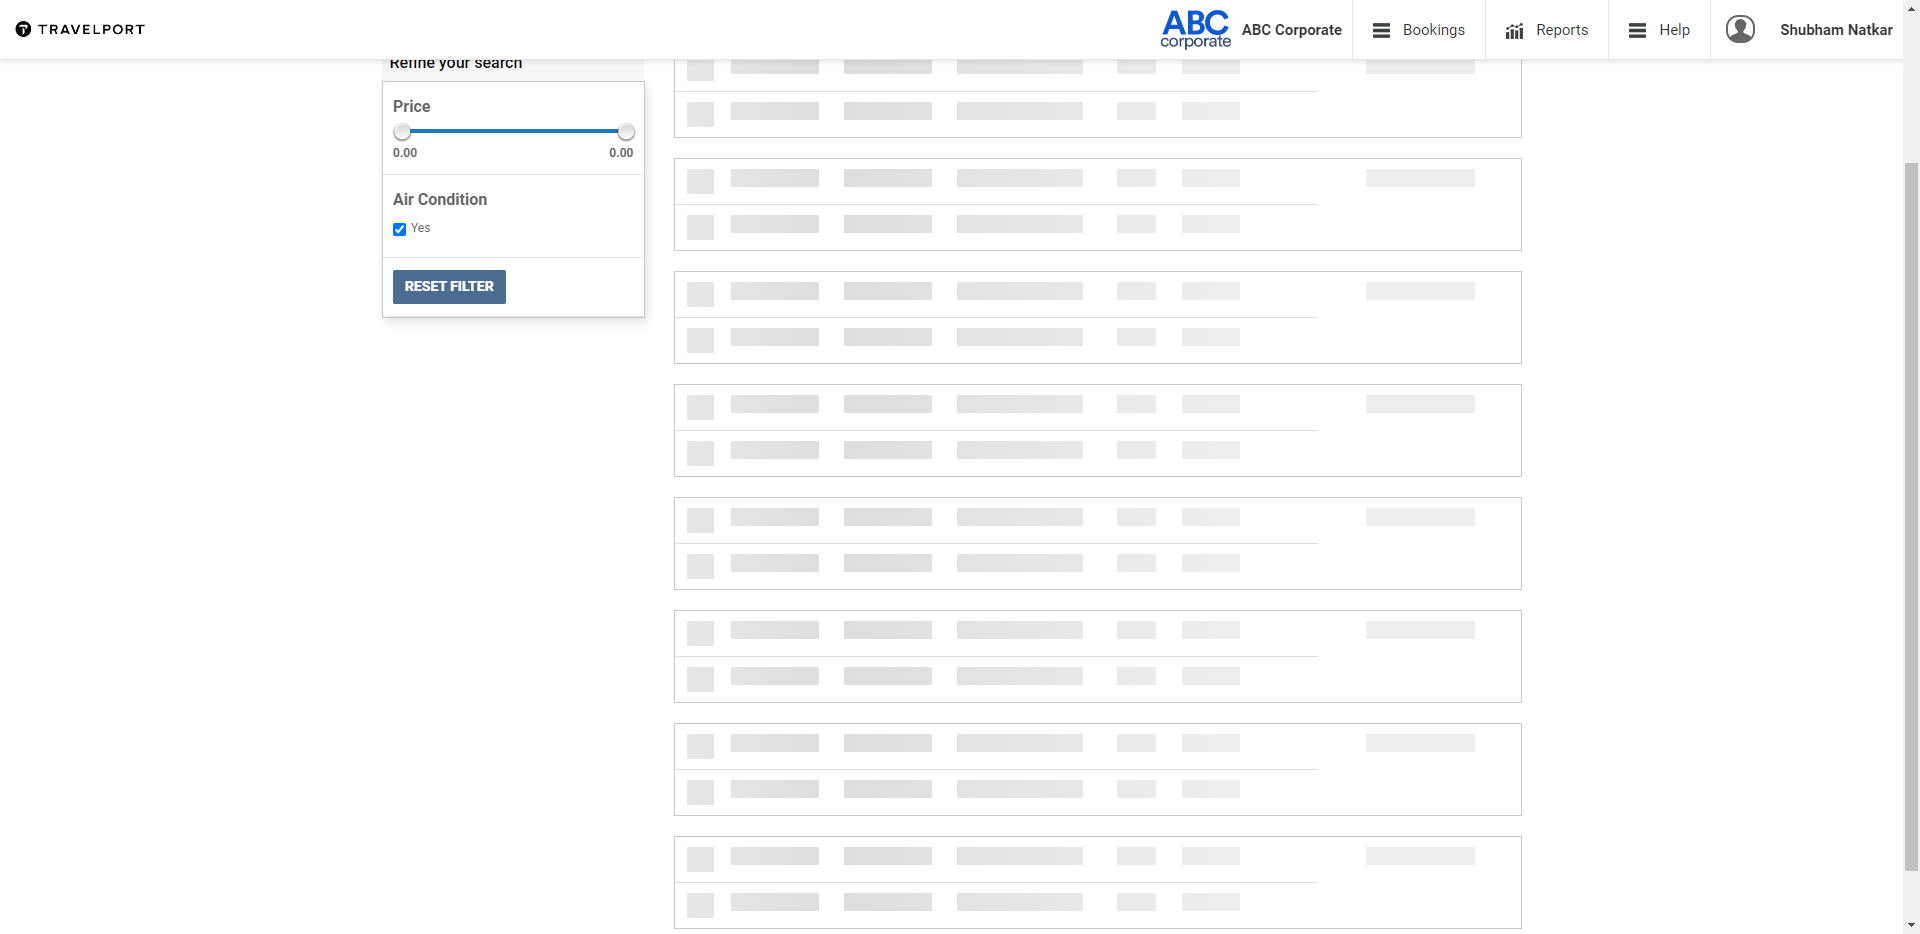 TRAVELPORT
ABC
corporate
ABC Corporate
Bookings
Reports
Help
Shubham Natkar
Refine your search
Price
0.00
0.00
Air Condition
Yes
RESET FILTER